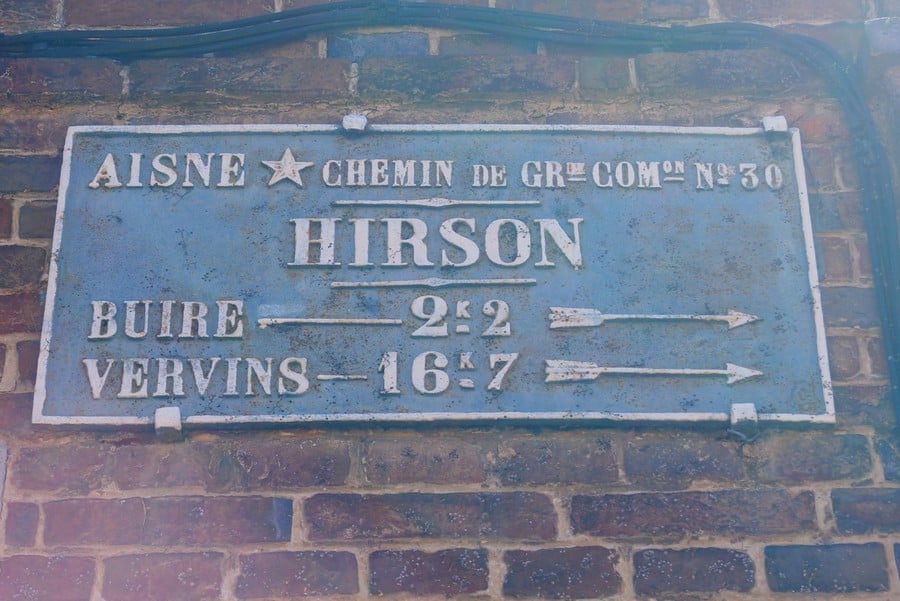 AISNE ★ CHEMIN DE GRDE COMON NO 30
HIRSON
BUIRE 2K2
VERVINS 16K7